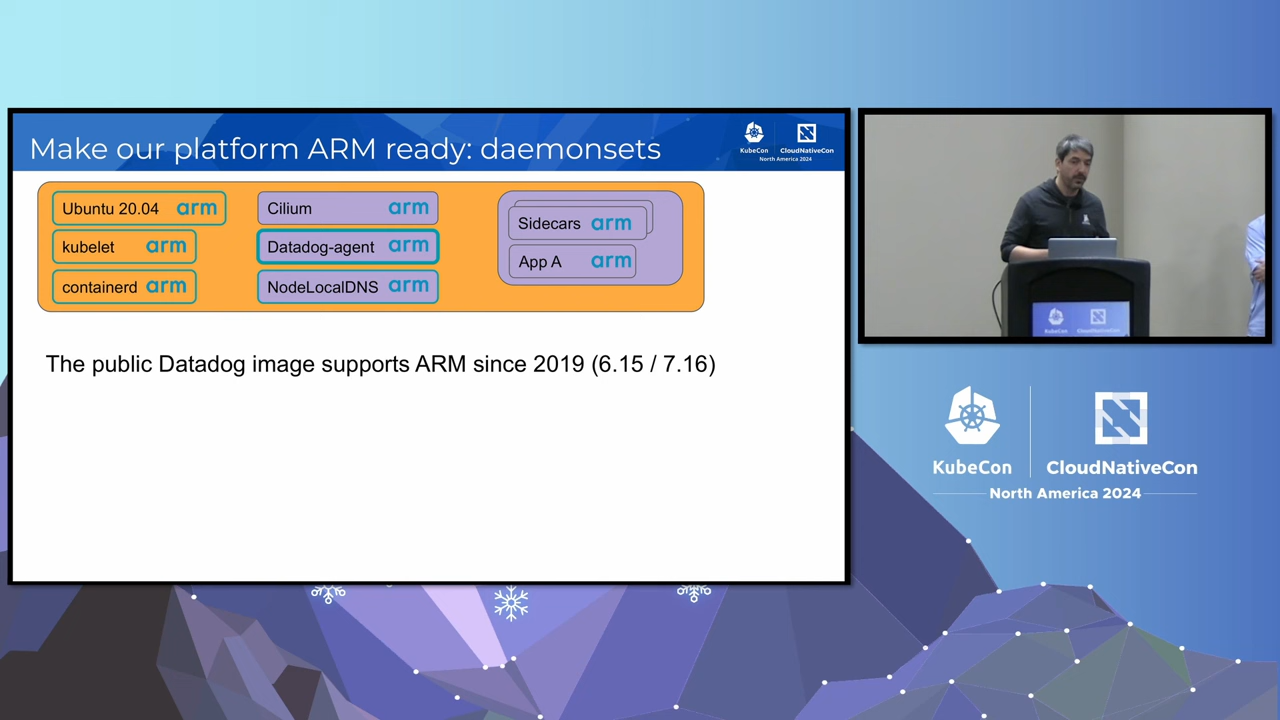 Make our platform ARM ready: daemonsets
KubeCon
CloudNativeCon
North America 2024
Ubuntu 20.04 arm
kubelet arm
containerd arm
Cilium arm
Datadog-agent arm
NodeLocalDNS arm
Sidecars arm
App A arm
The public Datadog image supports ARM since 2019 (6.15 / 7.16)
KubeCon
CloudNativeCon
KubeCon
CloudNativeCon
North America 2024